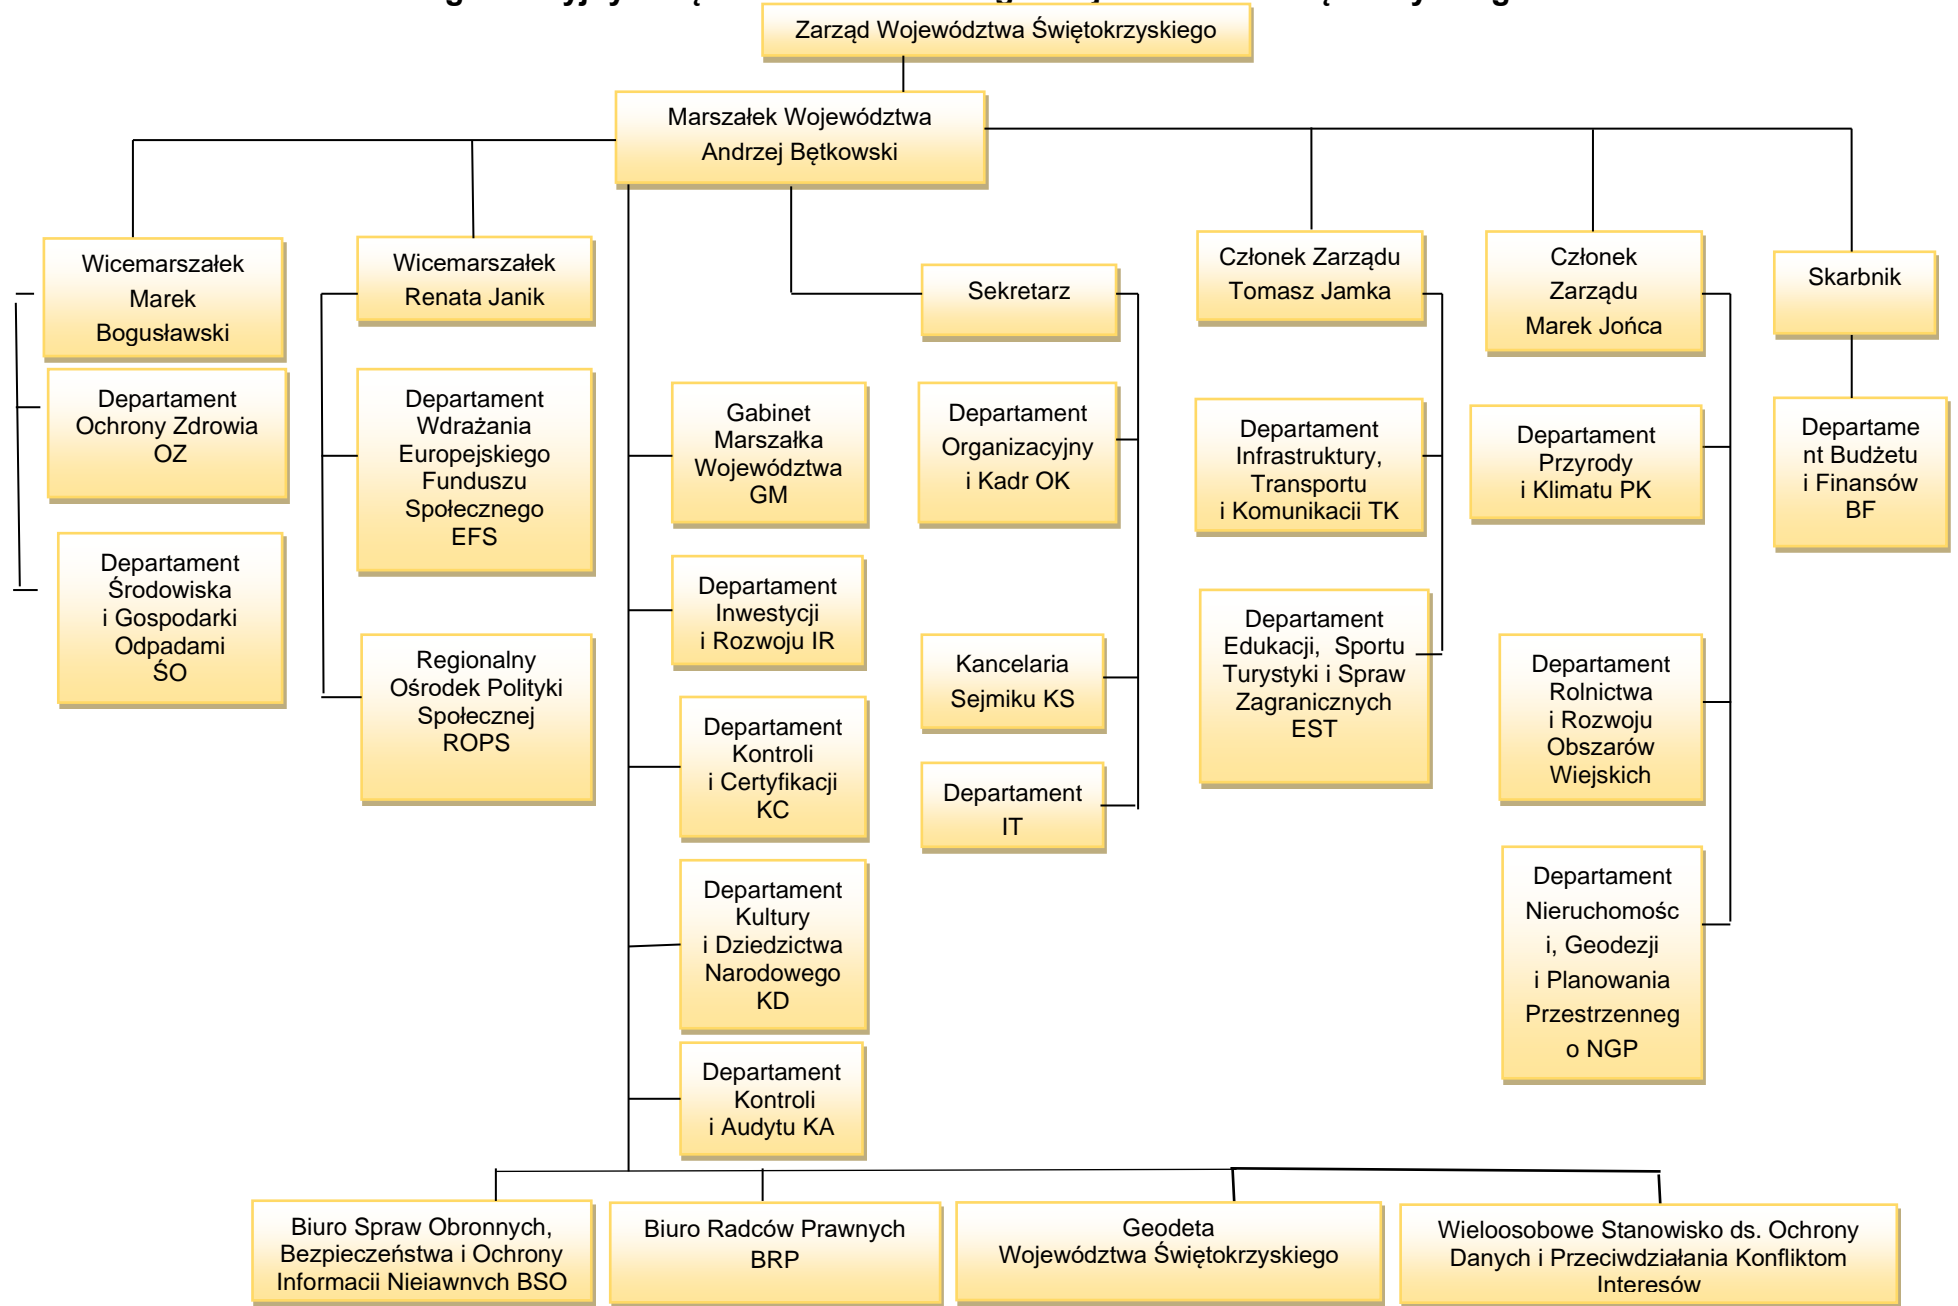 Zarząd Województwa Świętokrzyskiego
Marszałek Województwa
Andrzej Bętkowski
Wicemarszałek
Marek
Bogusławski
Wicemarszałek
Renata Janik
Sekretarz
Członek Zarządu
Tomasz Jamka
Członek
Zarządu
Marek Jońca
Skarbnik
Departament
Ochrony Zdrowia
OZ
Departament
Wdrażania
Europejskiego
Funduszu
Społecznego
EFS
Gabinet
Marszałka
Województwa
GM
Departament
Organizacyjny
i Kadr OK
Departament
Infrastruktury,
Transportu
i Komunikacji TK
Departament
Przyrody
i Klimatu PK
Departame
nt Budżetu
i Finansów
BF
Departament
Środowiska
i Gospodarki
Odpadami
ŚO
Regionalny
Ośrodek Polityki
Społecznej
ROPS
Departament
Inwestycji
i Rozwoju IR
Kancelaria
Sejmiku KS
Departament
Edukacji, Sportu
Turystyki i Spraw
Zagranicznych
EST
Departament
Rolnictwa
i Rozwoju
Obszarów
Wiejskich
Departament
Kontroli
i Certyfikacji
KC
Departament
IT
Departament
Kultury
i Dziedzictwa
Narodowego
KD
Departament
Nieruchomośc
i, Geodezji
i Planowania
Przestrzenneg
o NGP
Departament
Kontroli
i Audytu KA
Biuro Spraw Obronnych,
Bezpieczeństwa i Ochrony
Informacji Niejawnych BSO
Biuro Radców Prawnych
BRP
Geodeta
Województwa Świętokrzyskiego
Wieloosobowe Stanowisko ds. Ochrony
Danych i Przeciwdziałania Konfliktom
Interesów